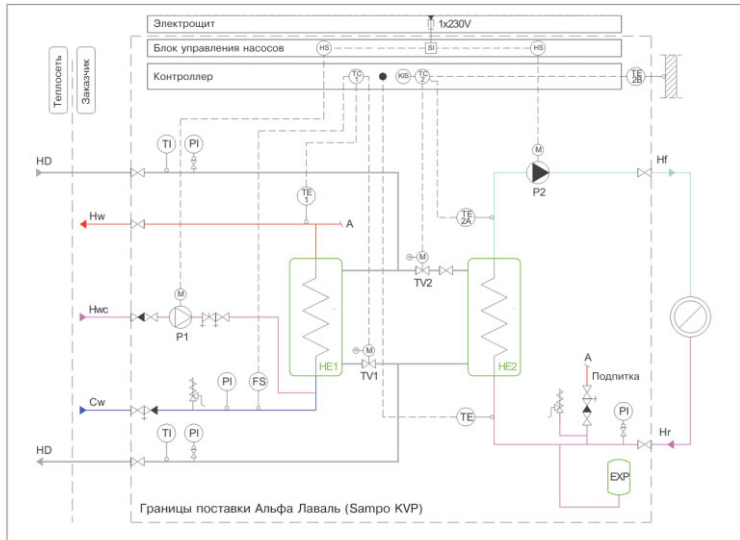 Электрощит
1x230V
Блок управления насосов
HS
SI
HS
Контроллер
TC 1
KIS
TC 2
TE 2B
Теплосеть
Заказчик
TI
PI
M
HD
Hf
P2
TE 1
TE 2A
Hw
A
M
M
TV2
Hwc
P1
M
HE1
TV1
HE2
A
Подпитка
PI
FS
PI
Cw
TE
TI
PI
Hr
HD
EXP
Границы поставки Альфа Лаваль (Sampo KVP)